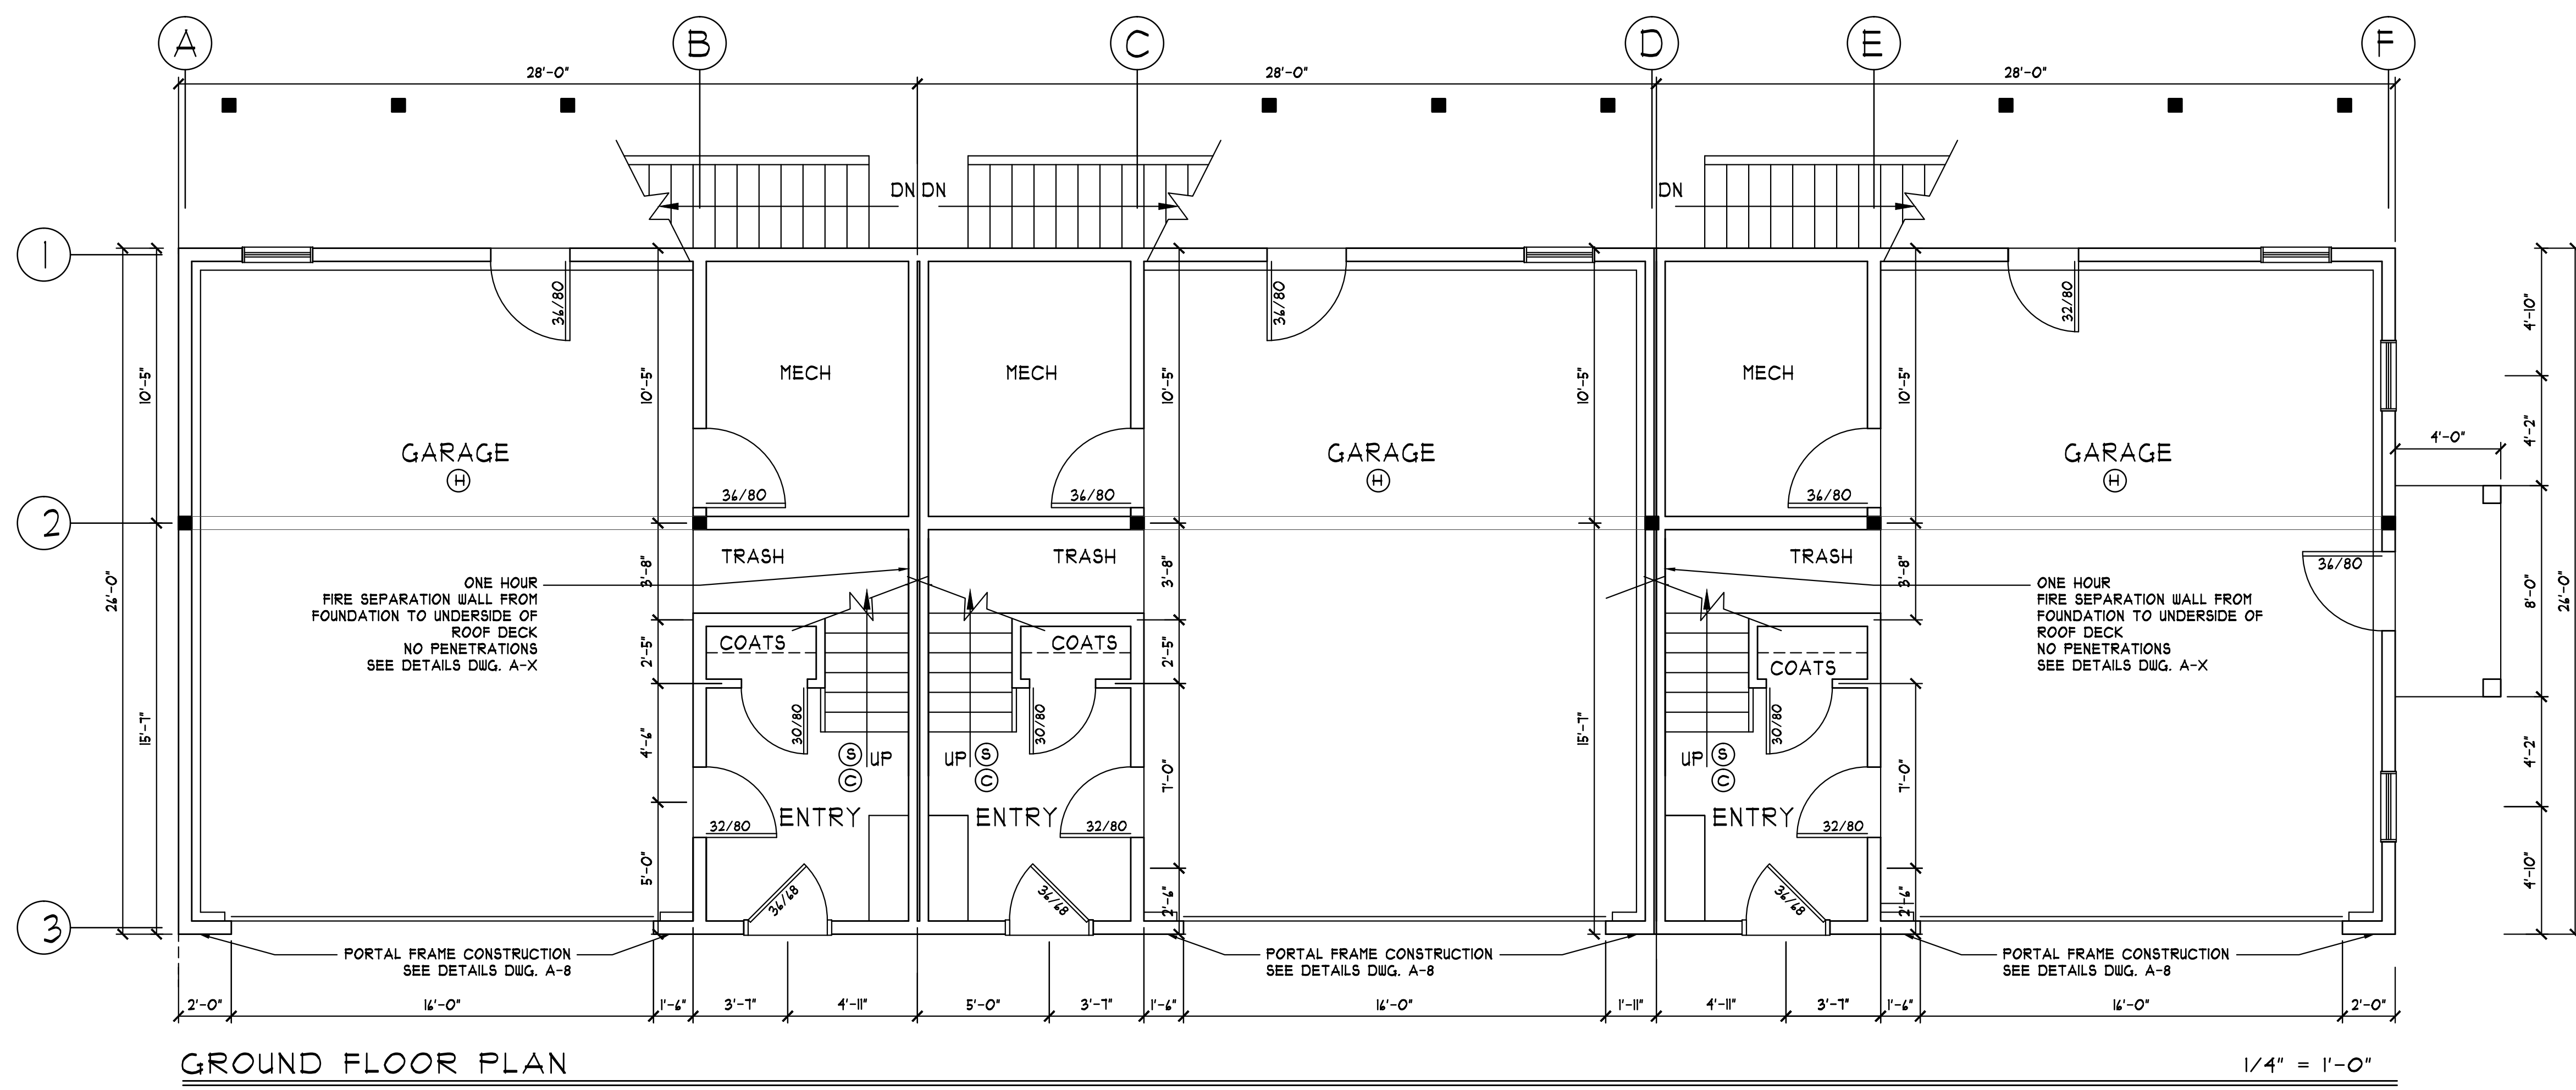 A B C D E F
28'-0" 28'-0" 28'-0"
DN DN DN
1
36/80 36/80 32/80
4'-10"
MECH MECH MECH
10'-5" 10'-5" 10'-5" 10'-5" 10'-5"
4'-2" 4'-0"
GARAGE GARAGE GARAGE
H H H
36/80 36/80 36/80
2
TRASH TRASH TRASH
36/80
26'-0" 3'-8" 3'-8" 3'-8" 8'-0" 26'-0"
ONE HOUR
FIRE SEPARATION WALL FROM
FOUNDATION TO UNDERSIDE OF
ROOF DECK
NO PENETRATIONS
SEE DETAILS DWG. A-X
ONE HOUR
FIRE SEPARATION WALL FROM
FOUNDATION TO UNDERSIDE OF
ROOF DECK
NO PENETRATIONS
SEE DETAILS DWG. A-X
2'-5" COATS COATS 2'-5" COATS
15'-7" 4'-6" 30/80 30/80 15'-7" 30/80
S UP UP S UP S
C C C
7'-0" 7'-0" 4'-2"
ENTRY ENTRY ENTRY
32/80 32/80 32/80
5'-0" 4'-10"
36/68 36/68 2'-6" 36/68 2'-6"
3
PORTAL FRAME CONSTRUCTION
SEE DETAILS DWG. A-8
PORTAL FRAME CONSTRUCTION
SEE DETAILS DWG. A-8
PORTAL FRAME CONSTRUCTION
SEE DETAILS DWG. A-8
2'-0" 16'-0" 1'-6" 3'-7" 4'-11" 5'-0" 3'-7" 1'-6" 16'-0" 1'-11" 4'-11" 3'-7" 1'-6" 16'-0" 2'-0"
GROUND FLOOR PLAN 1/4" = 1'-0"